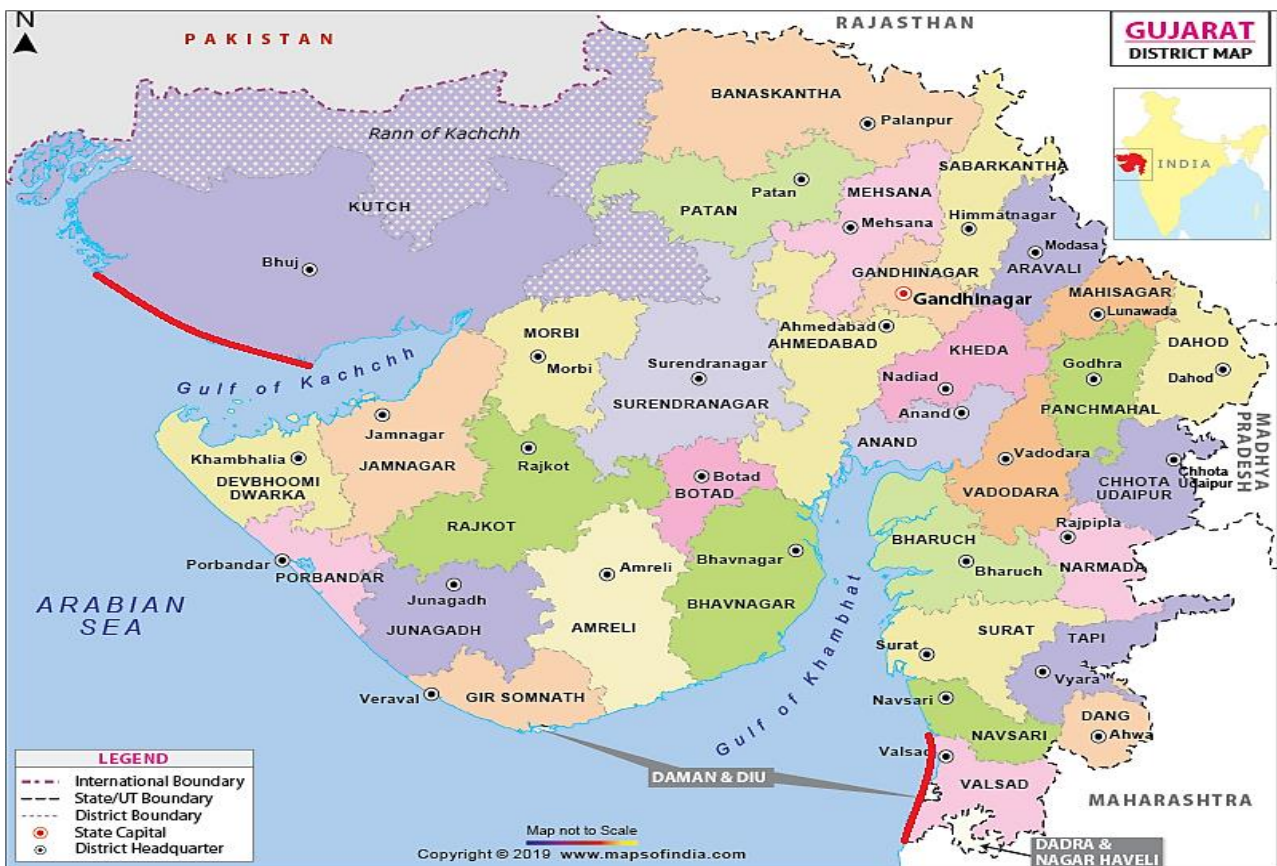 N
PAKISTAN
RAJASTHAN
GUJARAT
DISTRICT MAP
INDIA
BANASKANTHA
Palanpur
Rann of Kachchh
SABARKANTHA
Patan
MEHSANA
KUTCH
PATAN
Mehsana
Himmatnagar
Modasa
ARAVALI
Bhuj
GANDHINAGAR
Gandhinagar
MAHISAGAR
Lunawada
MORBI
Morbi
Ahmedabad
AHMEDABAD
DAHOD
Dahod
Surendranagar
SURENDRANAGAR
KHEDA
Nadiad
Godhra
PANCHMAHAL
Gulf of Kachchh
Anand
ANAND
Jamnagar
JAMNAGAR
MADHYA
PRADESH
Khambhalia
DEVBHOOMI
DWARKA
Rajkot
RAJKOT
Botad
BOTAD
Vadodara
VADODARA
Chhota
Udaipur
CHHOTA
UDAIPUR
Rajpipla
NARMADA
BHARUCH
Bharuch
Porbandar
PORBANDAR
Bhavnagar
BHAVNAGAR
Amreli
AMRELI
Junagadh
JUNAGADH
ARABIAN
SEA
Gulf of Khambhat
SURAT
Surat
TAPI
Vyara
Veraval
GIR SOMNATH
Navsari
NAVSARI
DANG
Ahwa
Valsad
VALSAD
DAMAN & DIU
MAHARASHTRA
DADRA &
NAGAR HAVELI
LEGEND
International Boundary
State/UT Boundary
District Boundary
State Capital
District Headquarter
Map not to Scale
Copyright © 2019 www.mapsofindia.com